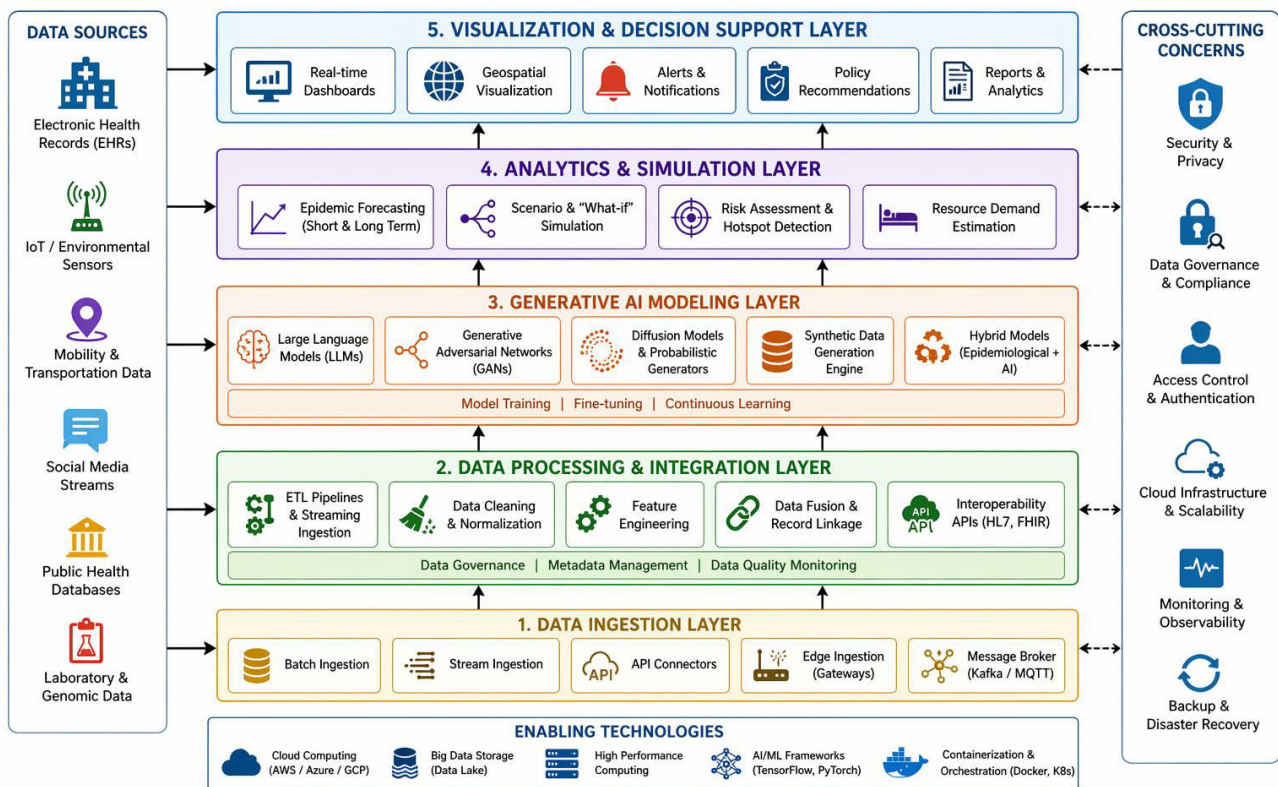 DATA SOURCES
Electronic Health
Records (EHRs)
IoT / Environmental
Sensors
Mobility &
Transportation Data
Social Media
Streams
Public Health
Databases
Laboratory &
Genomic Data
5. VISUALIZATION & DECISION SUPPORT LAYER
Real-time
Dashboards
Geospatial
Visualization
Alerts &
Notifications
Policy
Recommendations
Reports &
Analytics
4. ANALYTICS & SIMULATION LAYER
Epidemic Forecasting
(Short & Long Term)
Scenario & “What-if”
Simulation
Risk Assessment &
Hotspot Detection
Resource Demand
Estimation
3. GENERATIVE AI MODELING LAYER
Large Language
Models (LLMs)
Generative
Adversarial Networks
(GANs)
Diffusion Models
& Probabilistic
Generators
Synthetic Data
Generation
Engine
Hybrid Models
(Epidemiological +
AI)
Model Training | Fine-tuning | Continuous Learning
2. DATA PROCESSING & INTEGRATION LAYER
ETL Pipelines
& Streaming
Ingestion
Data Cleaning
& Normalization
Feature
Engineering
Data Fusion &
Record Linkage
API
API
Interoperability
APIs (HL7, FHIR)
Data Governance | Metadata Management | Data Quality Monitoring
1. DATA INGESTION LAYER
Batch Ingestion
Stream Ingestion
API
API Connectors
Edge Ingestion
(Gateways)
Message Broker
(Kafka / MQTT)
ENABLING TECHNOLOGIES
Cloud Computing
(AWS / Azure / GCP)
Big Data Storage
(Data Lake)
High Performance
Computing
AI/ML Frameworks
(TensorFlow, PyTorch)
Containerization &
Orchestration (Docker, K8s)
CROSS-CUTTING
CONCERNS
Security &
Privacy
Data Governance
& Compliance
Access Control
& Authentication
Cloud Infrastructure
& Scalability
Monitoring &
Observability
Backup &
Disaster Recovery